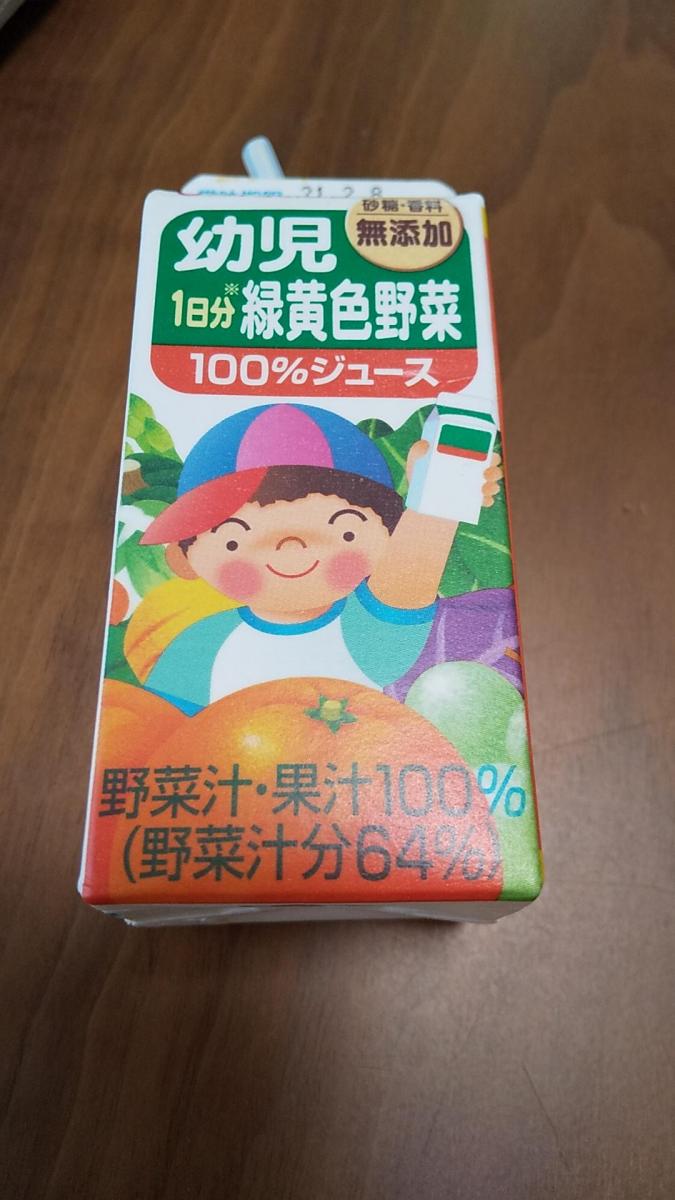 21.2.8
砂糖・香料
無添加
幼児
1日分※緑黄色野菜
100%ジュース
野菜汁・果汁100%
(野菜汁分64%)